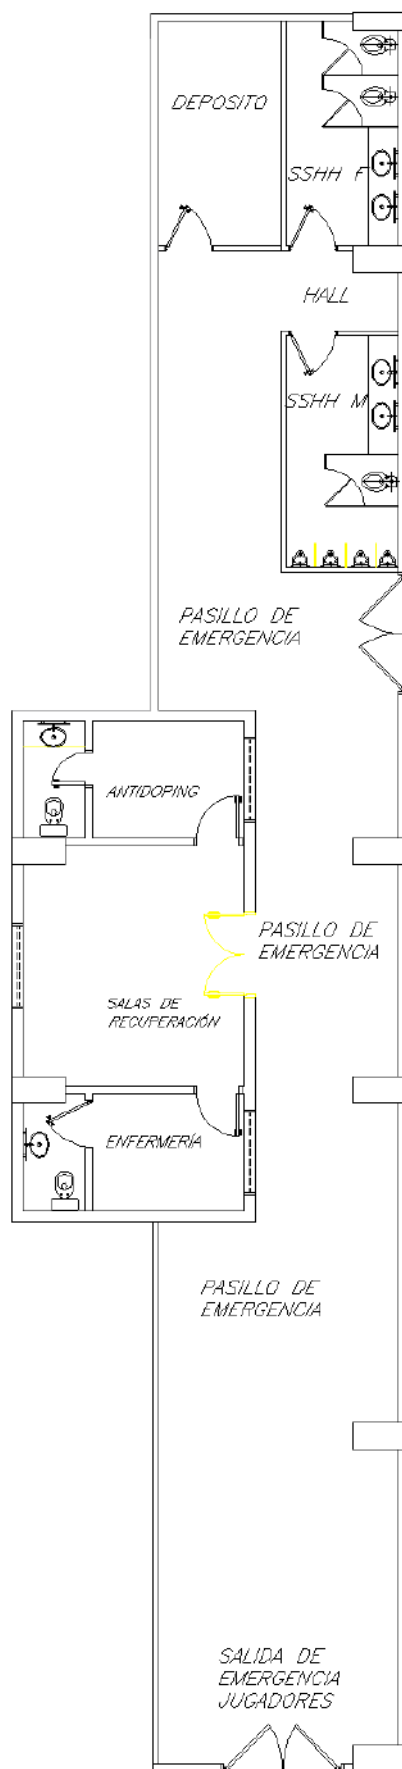 DEPOSITO
SSHH F
HALL
SSHH M
PASILLO DE
EMERGENCIA
ANTIDOPING
PASILLO DE
EMERGENCIA
SALAS DE
RECUPERACIÓN
ENFERMERÍA
PASILLO DE
EMERGENCIA
SALIDA DE
EMERGENCIA
JUGADORES